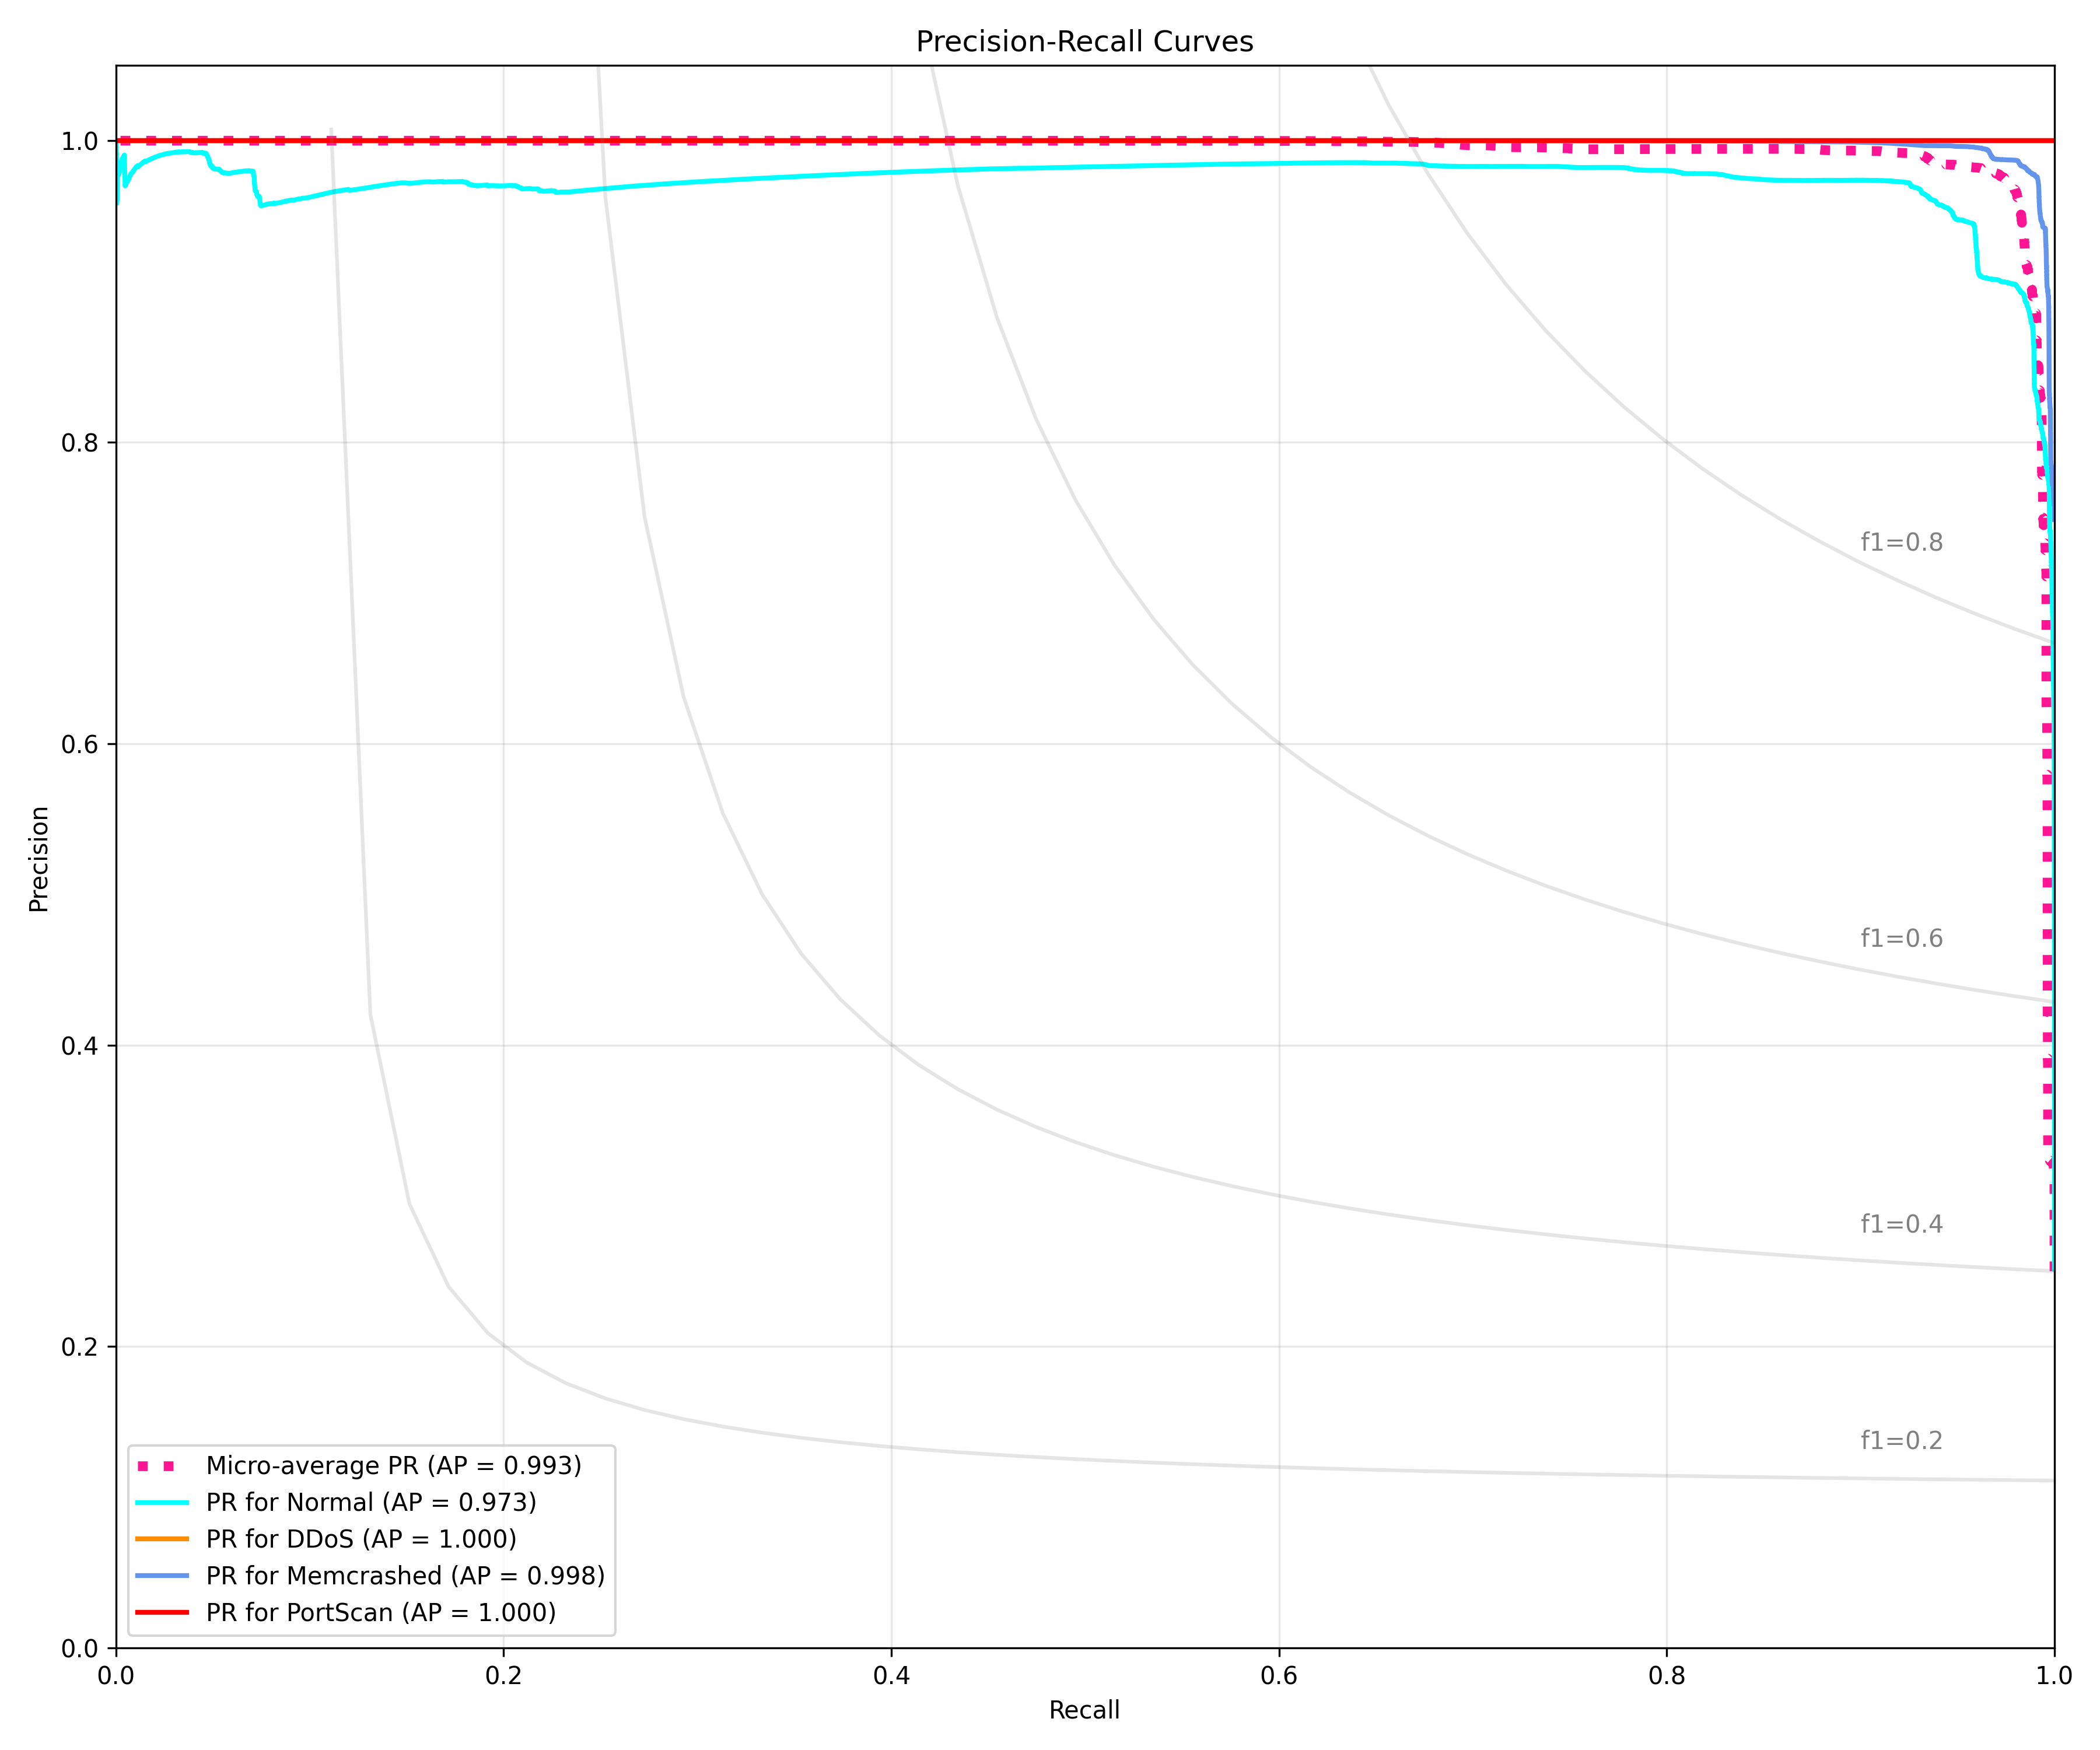 Precision-Recall Curves
1.0
0.8
0.6
0.4
0.2
0.0
Precision
f1=0.8
f1=0.6
f1=0.4
f1=0.2
Micro-average PR (AP = 0.993)
PR for Normal (AP = 0.973)
PR for DDoS (AP = 1.000)
PR for Memcrashed (AP = 0.998)
PR for PortScan (AP = 1.000)
0.0 0.2 0.4 0.6 0.8 1.0
Recall